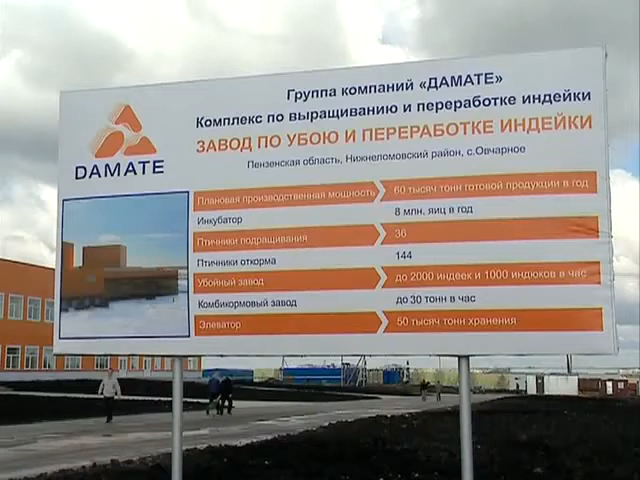 Группа компаний «ДАМАТЕ»
Комплекс по выращиванию и переработке индейки
ЗАВОД ПО УБОЮ И ПЕРЕРАБОТКЕ ИНДЕЙКИ
Пензенская область, Нижнеломовский район, с.Овчарное
DAMATE
Плановая производственная мощность 60 тысяч тонн готовой продукции в год
Инкубатор 8 млн. яиц в год
Птичники подращивания 36
Птичники откорма 144
Убойный завод до 2000 индеек и 1000 индюков в час
Комбикормовый завод до 30 тонн в час
Элеватор 50 тысяч тонн хранения